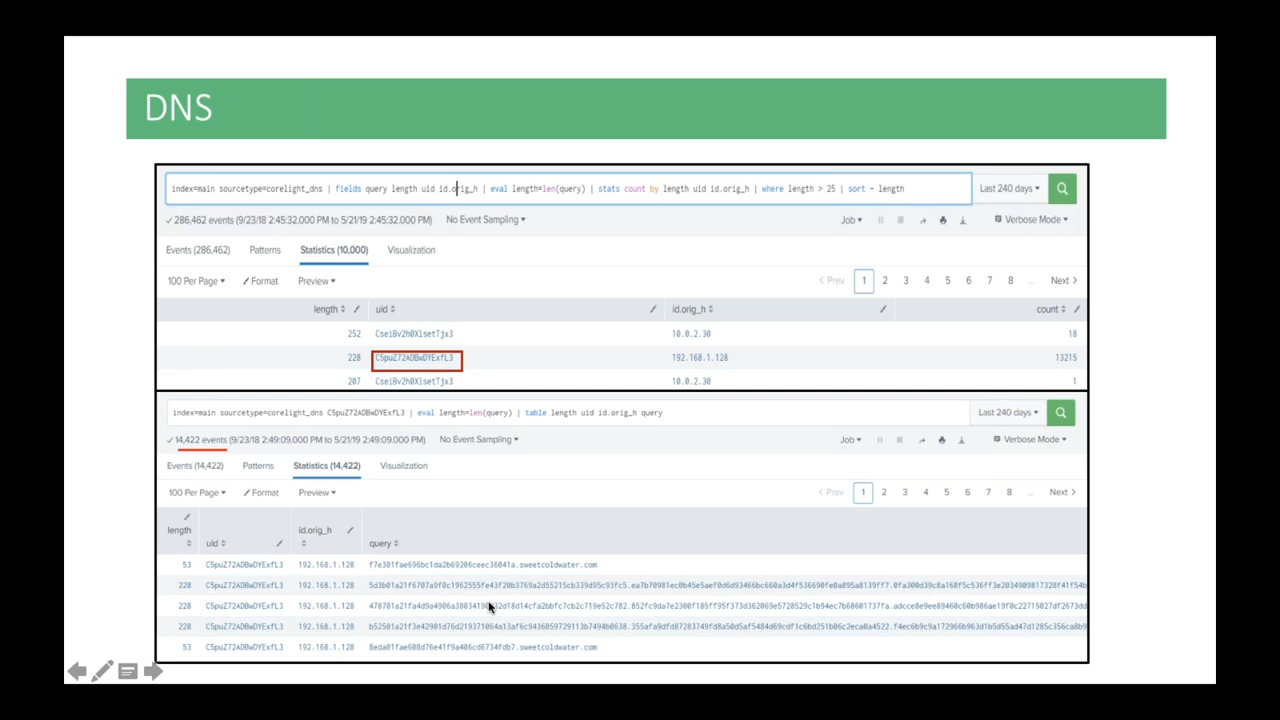 DNS
index=main sourcetype=corelight_dns | fields query length uid id.orig_h | eval length=len(query) | stats count by length uid id.orig_h | where length > 25 | sort - length
Last 240 days
286,462 events (9/23/18 2:45:32.000 PM to 5/21/19 2:45:32.000 PM) No Event Sampling Job Verbose Mode
Events (286,462) Patterns Statistics (10,000) Visualization
100 Per Page Format Preview < Prev 1 2 3 4 5 6 7 8 ... Next >
length uid id.orig_h count
252 CseiBv2h0XlsetTjx3 10.0.2.30 18
228 C5puZ72ADBwDYExfL3 192.168.1.128 13215
207 CseiBv2h0XlsetTjx3 10.0.2.30 1
index=main sourcetype=corelight_dns C5puZ72ADBwDYExfL3 | eval length=len(query) | table length uid id.orig_h query
Last 240 days
14,422 events (9/23/18 2:49:09.000 PM to 5/21/19 2:49:09.000 PM) No Event Sampling Job Verbose Mode
Events (14,422) Patterns Statistics (14,422) Visualization
100 Per Page Format Preview < Prev 1 2 3 4 5 6 7 8 ... Next >
length uid id.orig_h query
53 C5puZ72ADBwDYExfL3 192.168.1.128 f7e301fae696bc1da2b69206ceec36041a.sweetcoldwater.com
228 C5puZ72ADBwDYExfL3 192.168.1.128
228 C5puZ72ADBwDYExfL3 192.168.1.128
228 C5puZ72ADBwDYExfL3 192.168.1.128
53 C5puZ72ADBwDYExfL3 192.168.1.128 8eda01fae608d76e41f9a406cd6734fdb7.sweetcoldwater.com